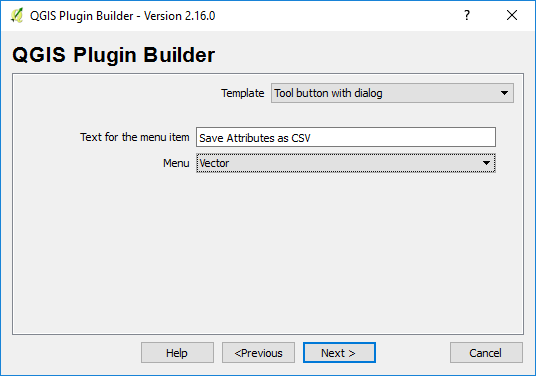 QGIS Plugin Builder - Version 2.16.0
?
QGIS Plugin Builder
Template Tool button with dialog
Text for the menu item Save Attributes as CSV
Menu Vector
Help <Previous Next > Cancel